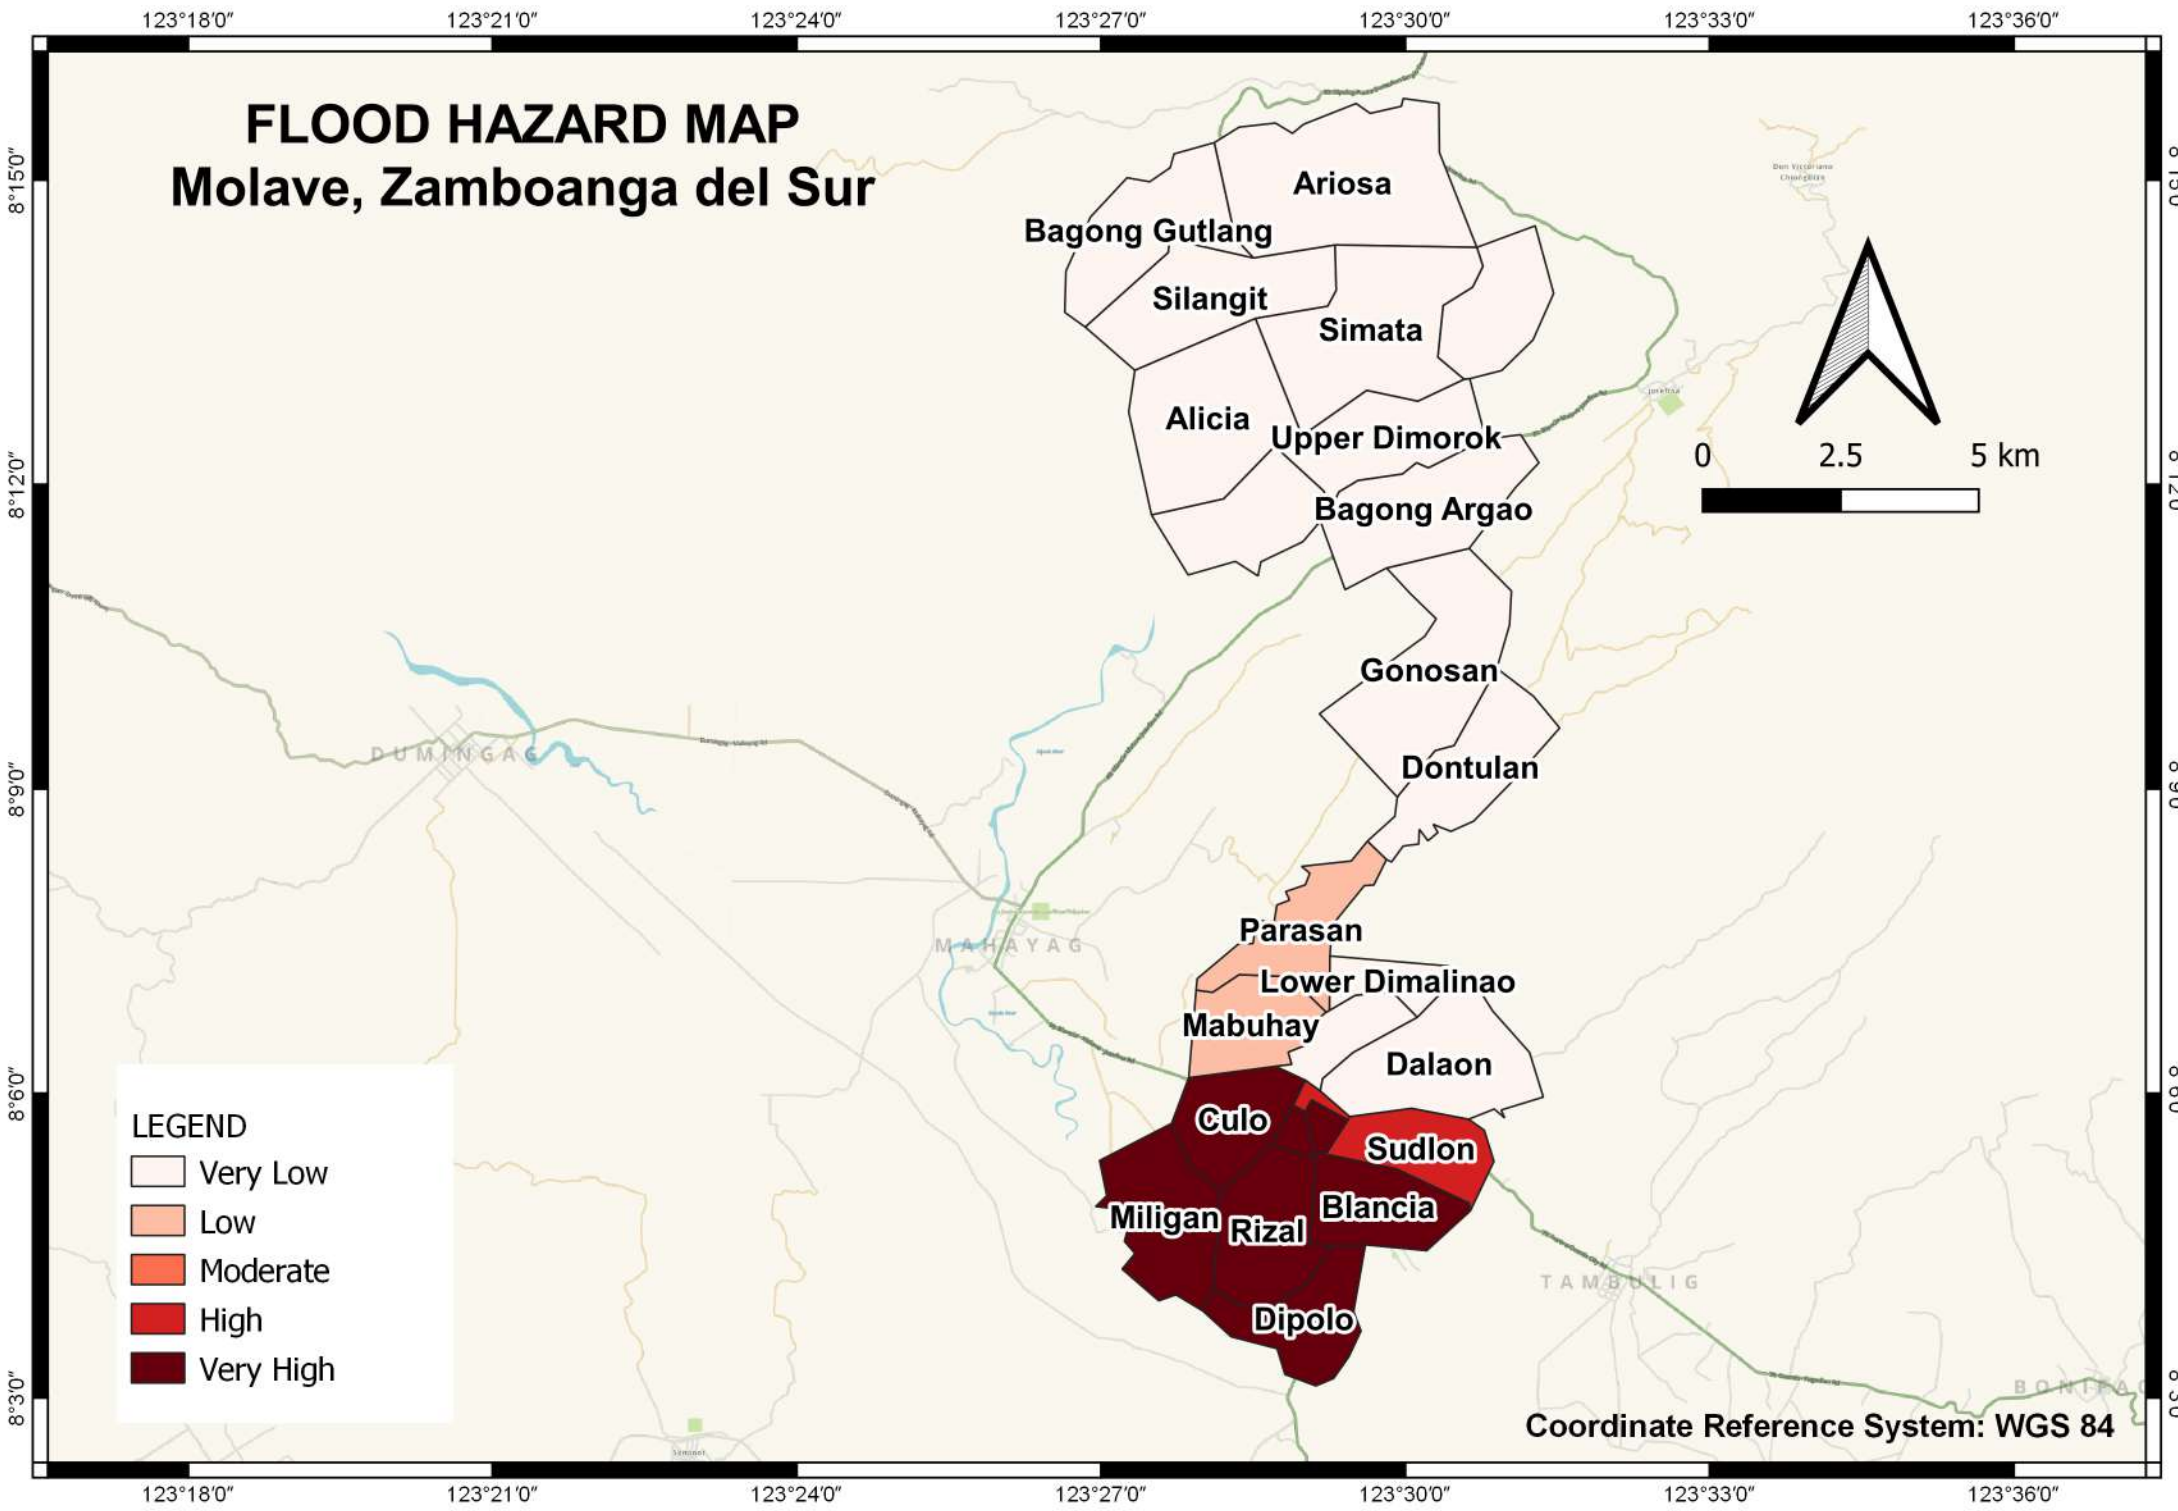 123°18′0″ 123°21′0″ 123°24′0″ 123°27′0″ 123°30′0″ 123°33′0″ 123°36′0″
FLOOD HAZARD MAP
Molave, Zamboanga del Sur
8°15′0″
8°12′0″
8°9′0″
8°6′0″
8°3′0″
Ariosa
Bagong Gutlang
Silangit
Simata
Alicia
Upper Dimorok
Bagong Argao
Gonosan
Dontulan
Parasan
Lower Dimalinao
Mabuhay
Dalaon
Culo
Sudlon
Miligan
Rizal
Blancia
Dipolo
Don Victoriano
Chiongbian
Josefina
0 2.5 5 km
DUMINGAG
MAHAYAG
TAMBULIG
BONIFAC
LEGEND
Very Low
Low
Moderate
High
Very High
Coordinate Reference System: WGS 84
123°18′0″ 123°21′0″ 123°24′0″ 123°27′0″ 123°30′0″ 123°33′0″ 123°36′0″